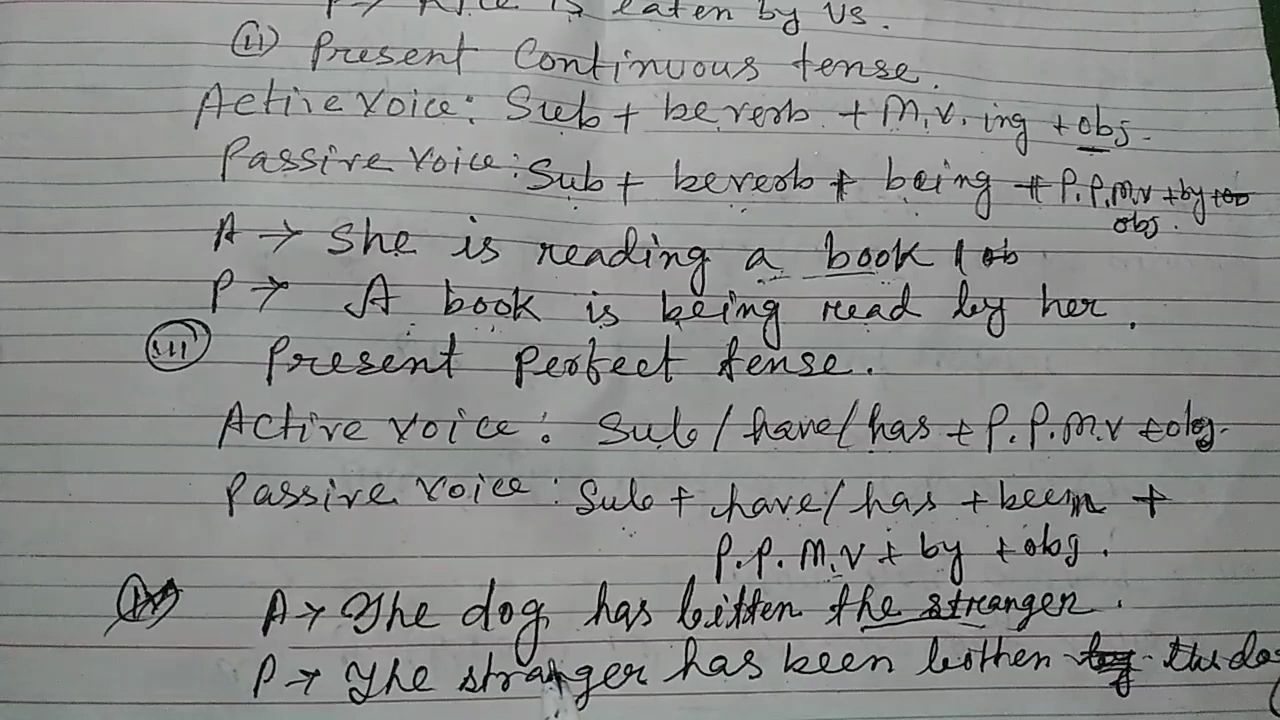 P → Rice is eaten by us.
(ii) Present Continuous tense.
Active voice: Sub + be verb + M.V. ing + obj.
Passive voice: Sub + be verb + being + P.P.M.V + by +
obj.
A → She is reading a book
P → A book is being read by her.
(iii) Present Perfect tense.
Active voice: Sub / have / has + P.P.M.V + obj.
Passive voice: Sub + have / has + been +
P.P.M.V + by + obj.
A → The dog has bitten the stranger.
P → The stranger has been by the do